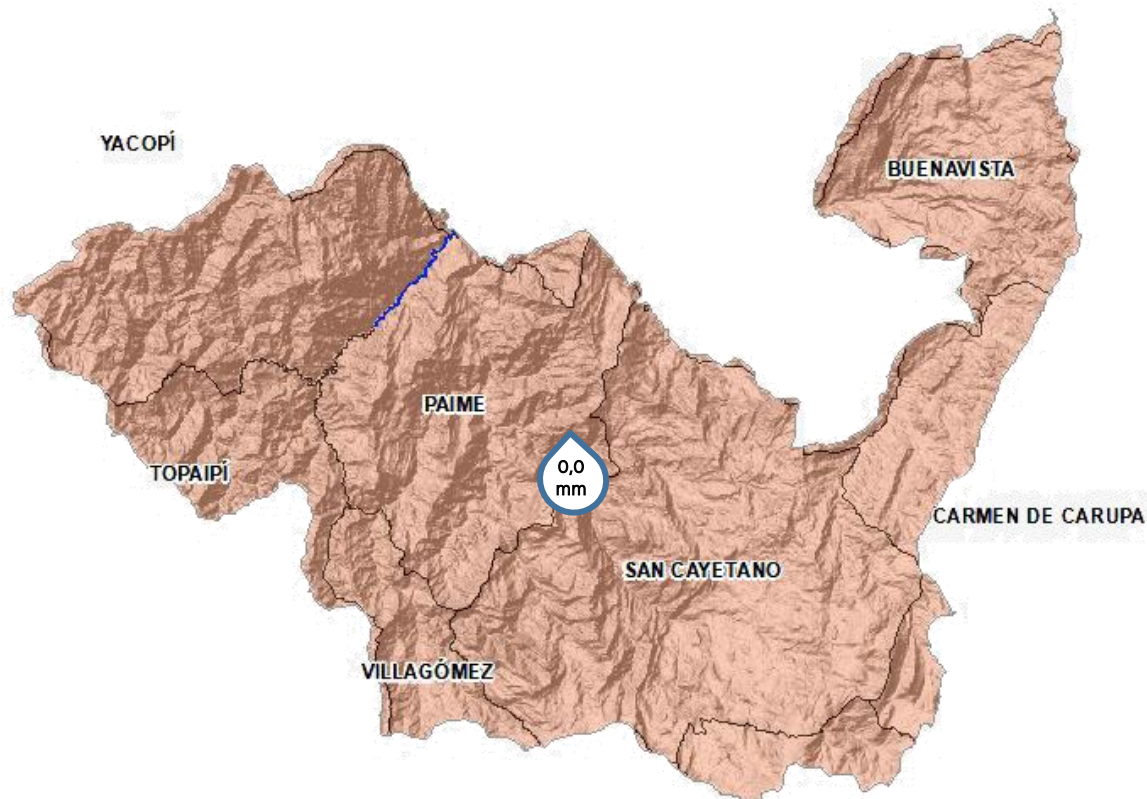 YACOPÍ
BUENAVISTA
PAIME
TOPAIPÍ
0,0
mm
CARMEN DE CARUPA
SAN CAYETANO
VILLAGÓMEZ